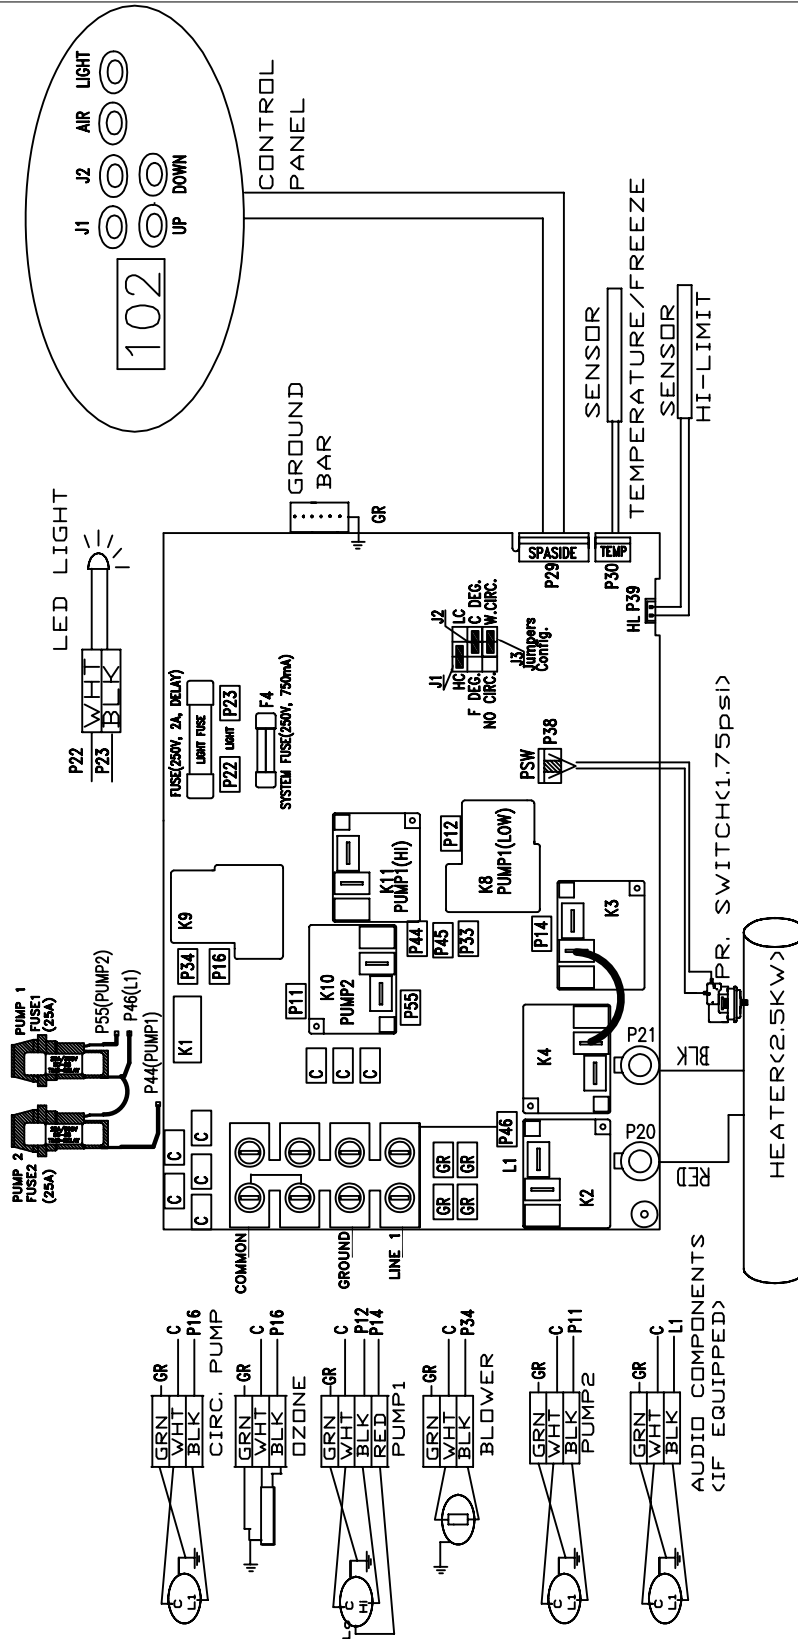 LIGHT
AIR
J2
J1
DOWN
UP
102
CONTROL
PANEL
LED LIGHT
WHT
BLK
P22
P23
GROUND
BAR
GR
SENSOR
TEMPERATURE/FREEZE
SENSOR
HI-LIMIT
SPASIDE
P29
TEMP
P30
HL P39
FUSE(250V, 2A, DELAY)
LIGHT FUSE
P22
LIGHT
P23
F4
SYSTEM FUSE(250V, 750mA)
J1
J2
HC
LC
F DEG.
C DEG.
NO CIRC.
W.CIRC.
J3
Jumpers
Config.
PSW
P38
PR. SWITCH(1.75psi)
K9
P34
P16
K1
K11
PUMP1(HI)
P12
K8
PUMP1(LOW)
P44
P45
P33
P11
K10
PUMP2
P55
P14
K3
K4
P21
BLK
P46
L1
K2
P20
RED
HEATER(2.5KW)
PUMP 1
FUSE1
(25A)
PUMP 2
FUSE2
(25A)
P55(PUMP2)
P46(L1)
P44(PUMP1)
C
C
C
C
C
C
C
C
GR
GR
GR
GR
COMMON
GROUND
LINE 1
GRN
WHT
BLK
GR
C
P16
CIRC. PUMP
C
L1
GRN
WHT
BLK
GR
C
P16
OZONE
GRN
WHT
BLK
RED
GR
C
P12
P14
PUMP1
C
HI
Lo
GRN
WHT
BLK
GR
C
P34
BLOWER
GRN
WHT
BLK
GR
C
P11
PUMP2
C
L1
GRN
WHT
BLK
GR
C
L1
AUDIO COMPONENTS
(IF EQUIPPED)
C
L1